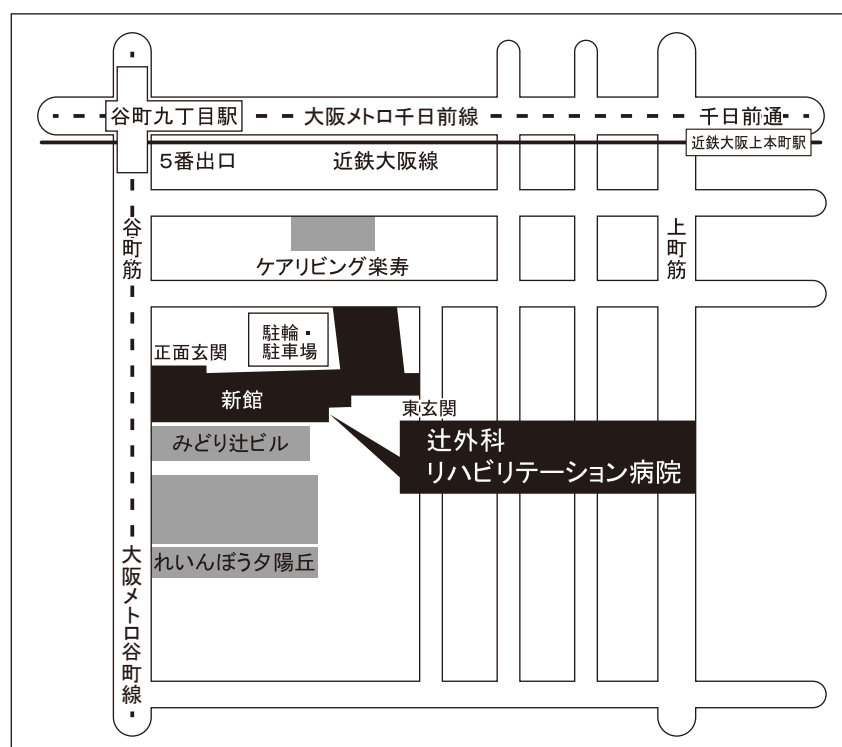 谷町九丁目駅
大阪メトロ千日前線
千日前通
近鉄大阪上本町駅
5番出口
近鉄大阪線
谷町筋
上町筋
ケアリビング楽寿
駐輪・
駐車場
正面玄関
新館
東玄関
みどり辻ビル
辻外科
リハビリテーション病院
れいんぼう夕陽丘
大阪メトロ谷町線